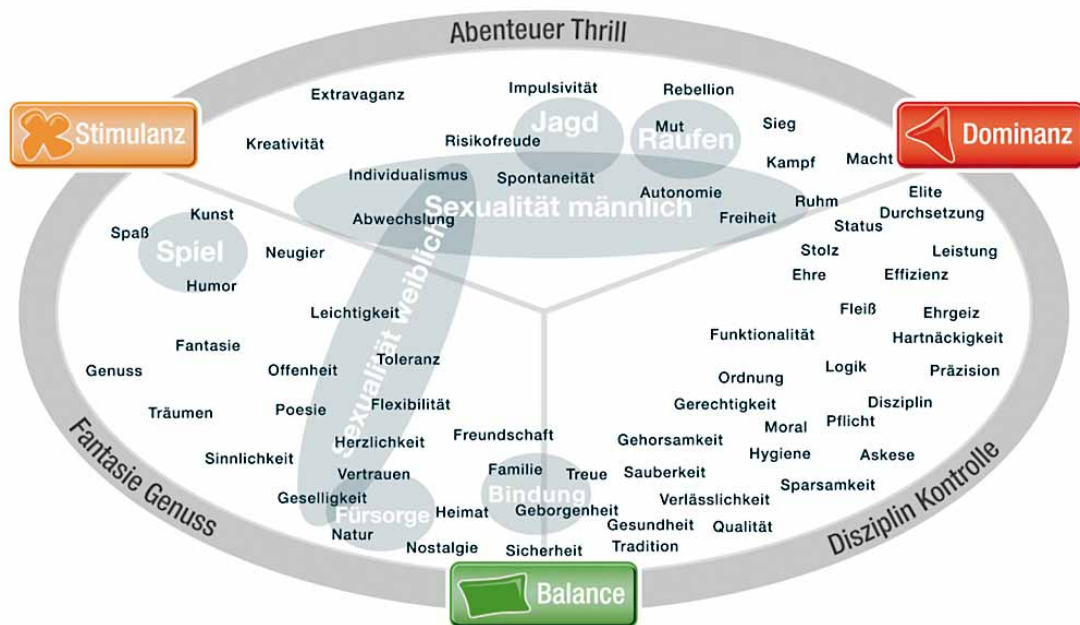 Abenteuer Thrill
Stimulanz
Dominanz
Extravaganz
Impulsivität
Rebellion
Kreativität
Risikofreude
Jagd
Mut
Raufen
Sieg
Kampf
Macht
Individualismus
Spontaneität
Autonomie
Sexualität männlich
Abwechslung
Freiheit
Ruhm
Elite
Durchsetzung
Status
Stolz
Leistung
Ehre
Effizienz
Fleiß
Ehrgeiz
Hartnäckigkeit
Kunst
Spaß
Spiel
Neugier
Humor
Leichtigkeit
Sexualität weiblich
Fantasie
Genuss
Offenheit
Toleranz
Träumen
Poesie
Flexibilität
Sinnlichkeit
Herzlichkeit
Freundschaft
Vertrauen
Familie
Treue
Geselligkeit
Fürsorge
Heimat
Bindung
Geborgenheit
Natur
Nostalgie
Sicherheit
Funktionalität
Logik
Präzision
Ordnung
Gerechtigkeit
Disziplin
Moral
Pflicht
Gehorsamkeit
Hygiene
Askese
Sauberkeit
Sparsamkeit
Verlässlichkeit
Gesundheit
Qualität
Tradition
Fantasie Genuss
Disziplin Kontrolle
Balance